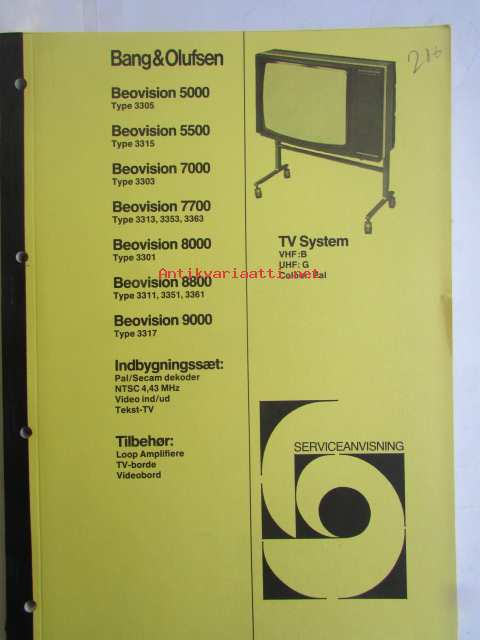 Bang & Olufsen
Beovision 5000
Type 3305
Beovision 5500
Type 3315
Beovision 7000
Type 3303
Beovision 7700
Type 3313, 3353, 3363
Beovision 8000
Type 3301
Beovision 8800
Type 3311, 3351, 3361
Beovision 9000
Type 3317
Indbygningssæt:
Pal/Secam dekoder
NTSC 4,43 MHz
Video ind/ud
Tekst-TV
Tilbehør:
Loop Amplifiere
TV-borde
Videobord
TV System
VHF :B
UHF: G
Colour: Pal
Antikvariaatti.net
SERVICEANVISNING